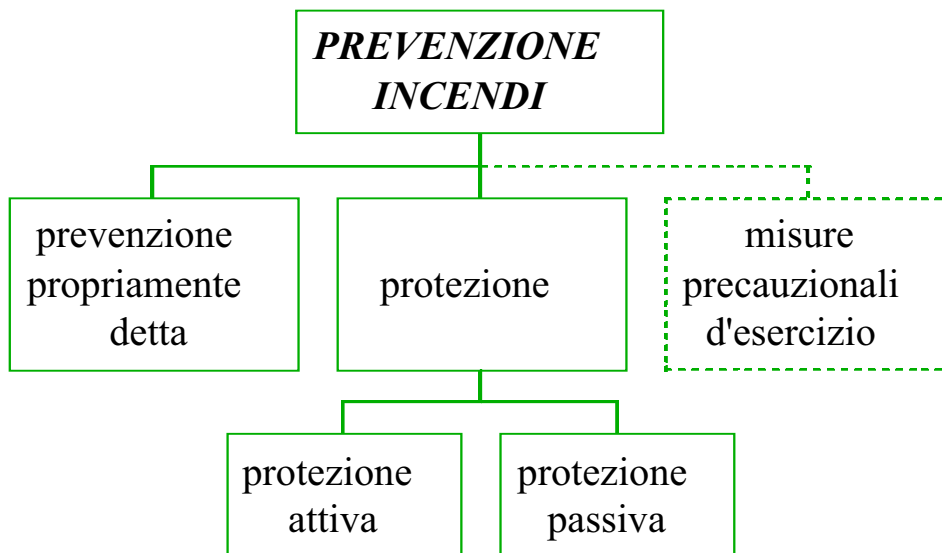 PREVENZIONE
INCENDI
prevenzione
propriamente
detta
protezione
misure
precauzionali
d'esercizio
protezione
attiva
protezione
passiva